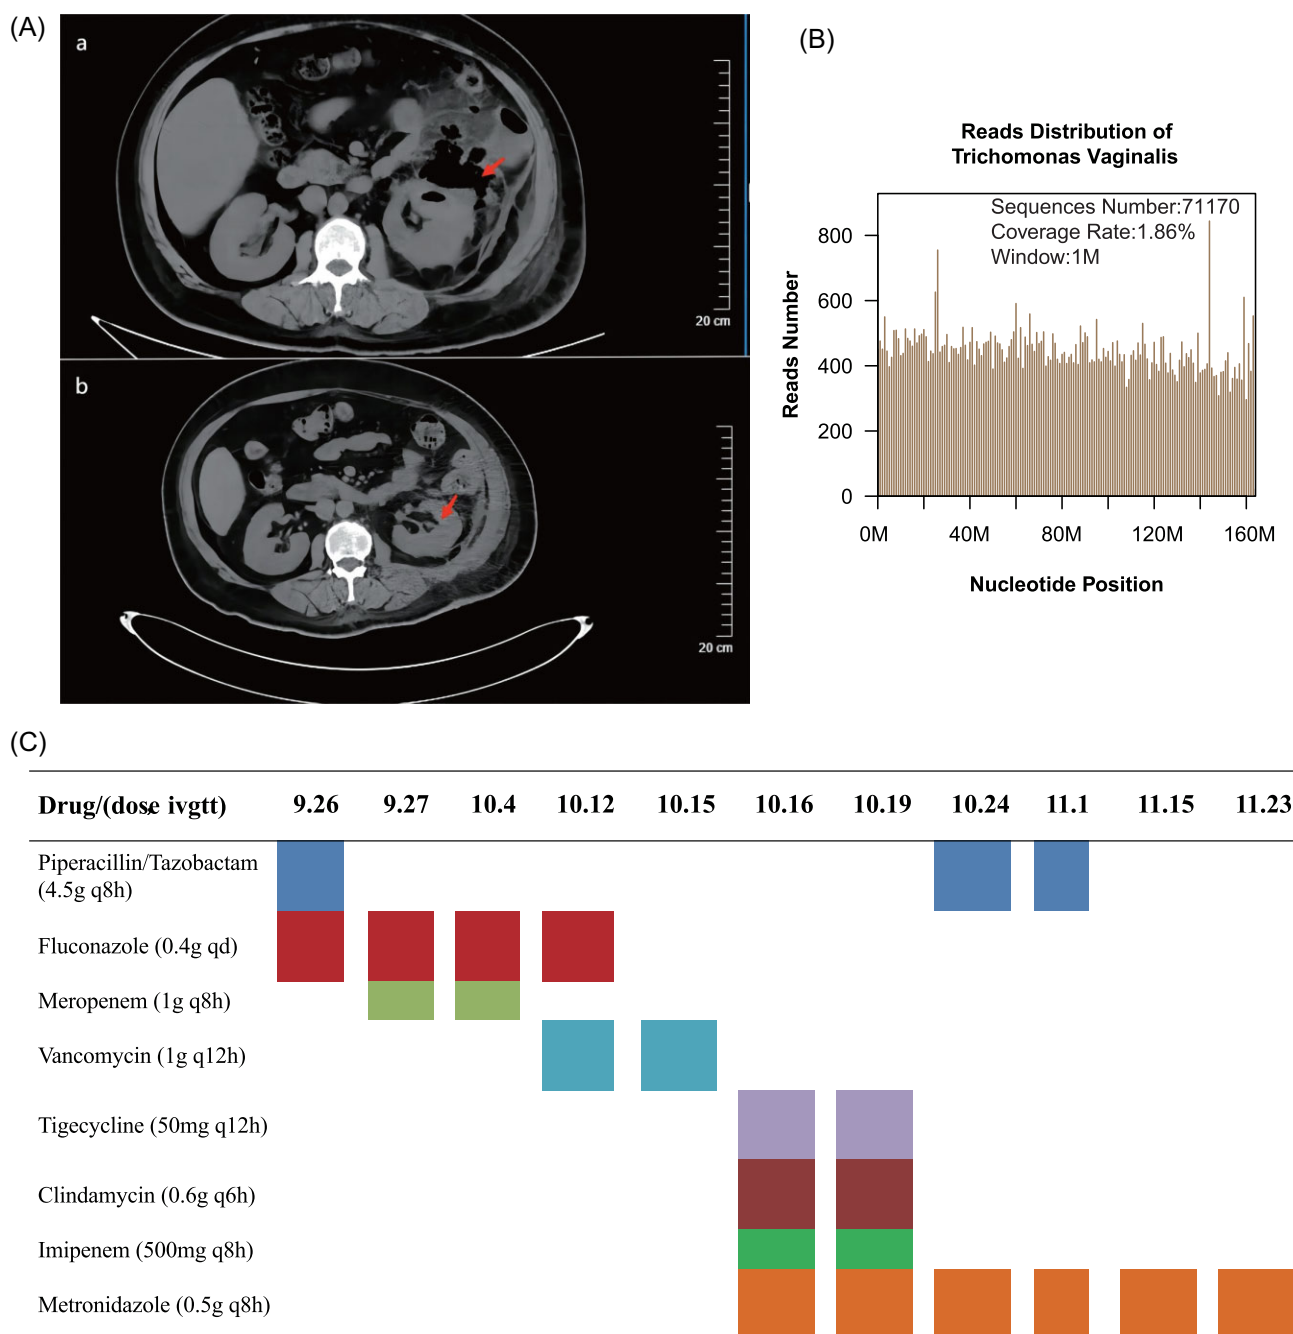 (A)
a
20 cm
b
20 cm
(B)
Reads Distribution of
Trichomonas Vaginalis
Sequences Number:71170
Coverage Rate:1.86%
Window:1M
Reads Number
800
600
400
200
0
0M 40M 80M 120M 160M
Nucleotide Position
(C)
Drug/(dose ivgtt) 9.26 9.27 10.4 10.12 10.15 10.16 10.19 10.24 11.1 11.15 11.23
Piperacillin/Tazobactam
(4.5g q8h)
Fluconazole (0.4g qd)
Meropenem (1g q8h)
Vancomycin (1g q12h)
Tigecycline (50mg q12h)
Clindamycin (0.6g q6h)
Imipenem (500mg q8h)
Metronidazole (0.5g q8h)